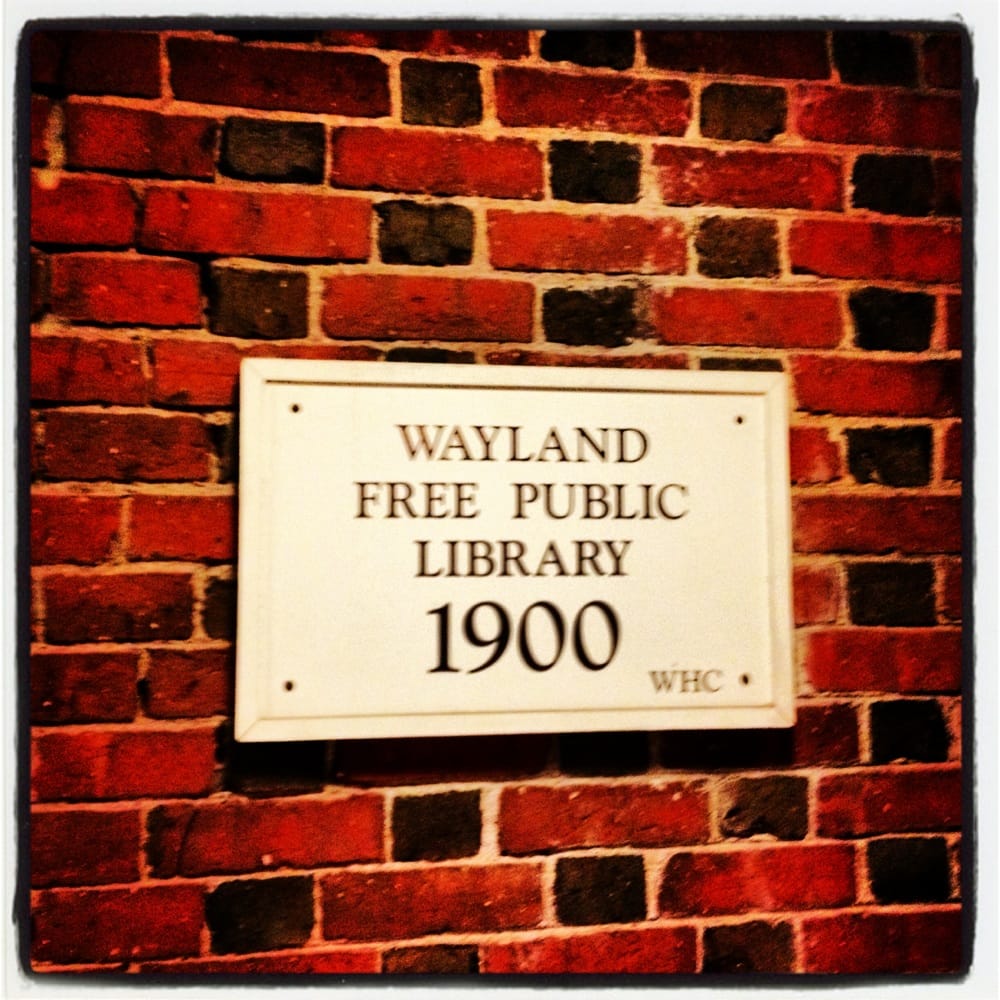 WAYLAND
FREE PUBLIC
LIBRARY
1900
WHC